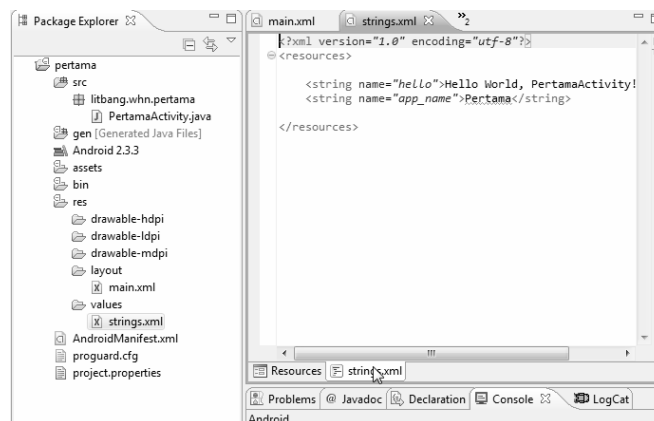 Package Explorer
pertama
src
litbang.whn.pertama
PertamaActivity.java
gen [Generated Java Files]
Android 2.3.3
assets
bin
res
drawable-hdpi
drawable-ldpi
drawable-mdpi
layout
main.xml
values
strings.xml
AndroidManifest.xml
proguard.cfg
project.properties
main.xml strings.xml »2
<?xml version="1.0" encoding="utf-8"?>
<resources>
<string name="hello">Hello World, PertamaActivity!
<string name="app_name">Pertama</string>
</resources>
Resources strings.xml
Problems @ Javadoc Declaration Console LogCat
Android